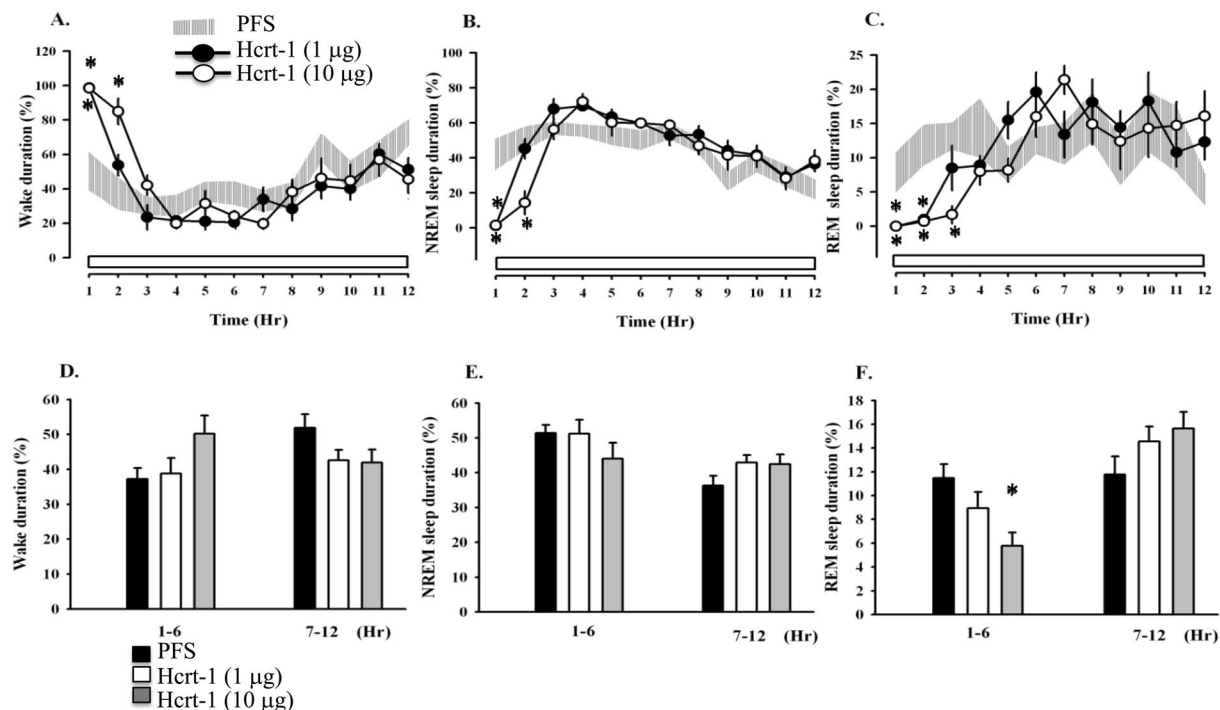 A.
B.
C.
PFS
Hcrt-1 (1 μg)
Hcrt-1 (10 μg)
Wake duration (%)
120
100
80
60
40
20
0
1 2 3 4 5 6 7 8 9 10 11 12
Time (Hr)
NREM sleep duration (%)
100
80
60
40
20
0
1 2 3 4 5 6 7 8 9 10 11 12
Time (Hr)
REM sleep duration (%)
25
20
15
10
5
0
1 2 3 4 5 6 7 8 9 10 11 12
Time (Hr)
* *
*
*
* *
* *
* * *
D.
E.
F.
Wake duration (%)
60
50
40
30
20
10
0
1-6 7-12 (Hr)
NREM sleep duration (%)
60
50
40
30
20
10
0
1-6 7-12 (Hr)
REM sleep duration (%)
18
16
14
12
10
8
6
4
2
0
*
1-6 7-12 (Hr)
PFS
Hcrt-1 (1 μg)
Hcrt-1 (10 μg)